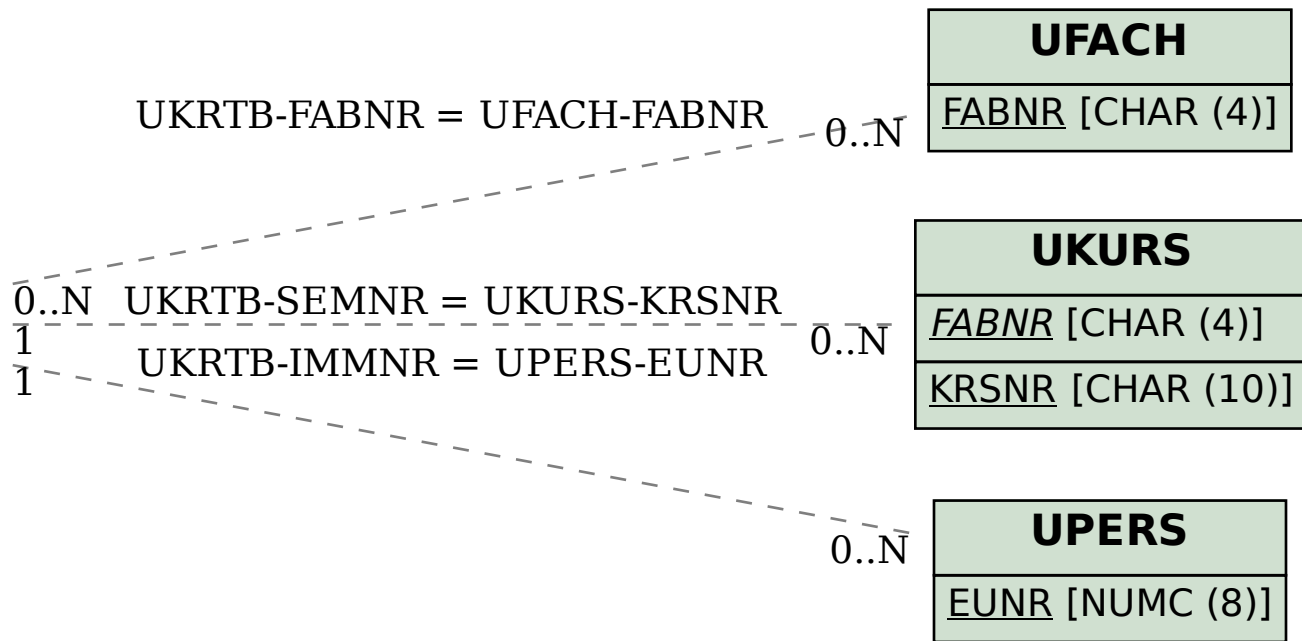 UFACH
UKRTB-FABNR = UFACH-FABNR
0..N
FABNR [CHAR (4)]
UKURS
0..N
UKRTB-SEMNR = UKURS-KRSNR
FABNR [CHAR (4)]
1
0..N
UKRTB-IMMNR = UPERS-EUNR
1
KRSNR [CHAR (10)]
UPERS
0..N
EUNR [NUMC (8)]